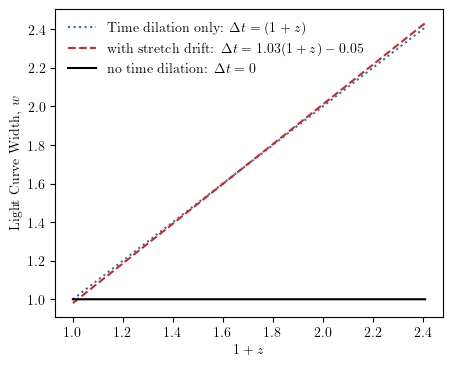 Time dilation only: Δt = (1 + z)
with stretch drift: Δt = 1.03(1 + z) − 0.05
no time dilation: Δt = 0
Light Curve Width, w
2.4
2.2
2.0
1.8
1.6
1.4
1.2
1.0
1.0 1.2 1.4 1.6 1.8 2.0 2.2 2.4
1 + z